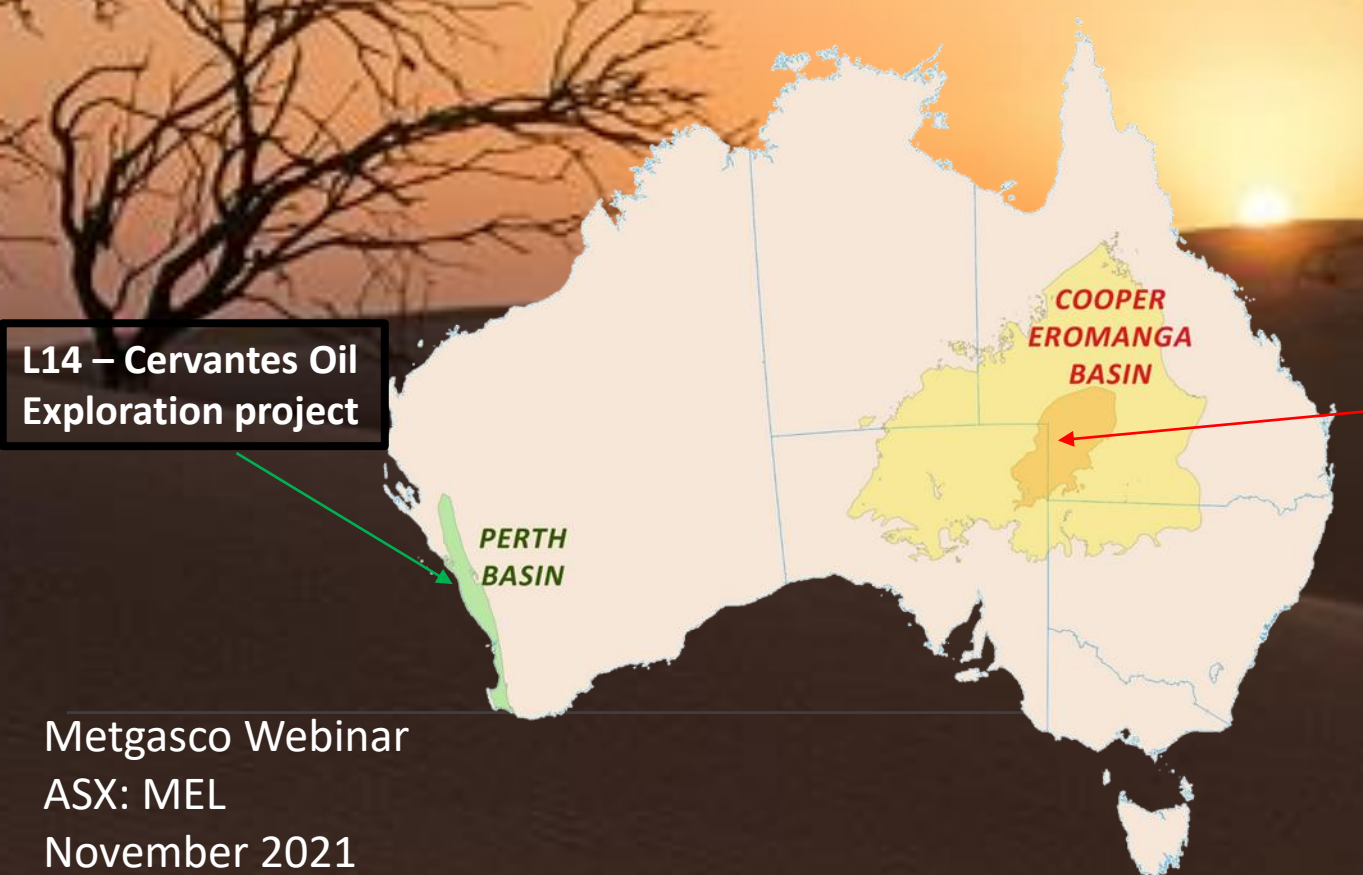 COOPER
EROMANGA
BASIN
L14 – Cervantes Oil
Exploration project
PERTH
BASIN
Metgasco Webinar
ASX: MEL
November 2021